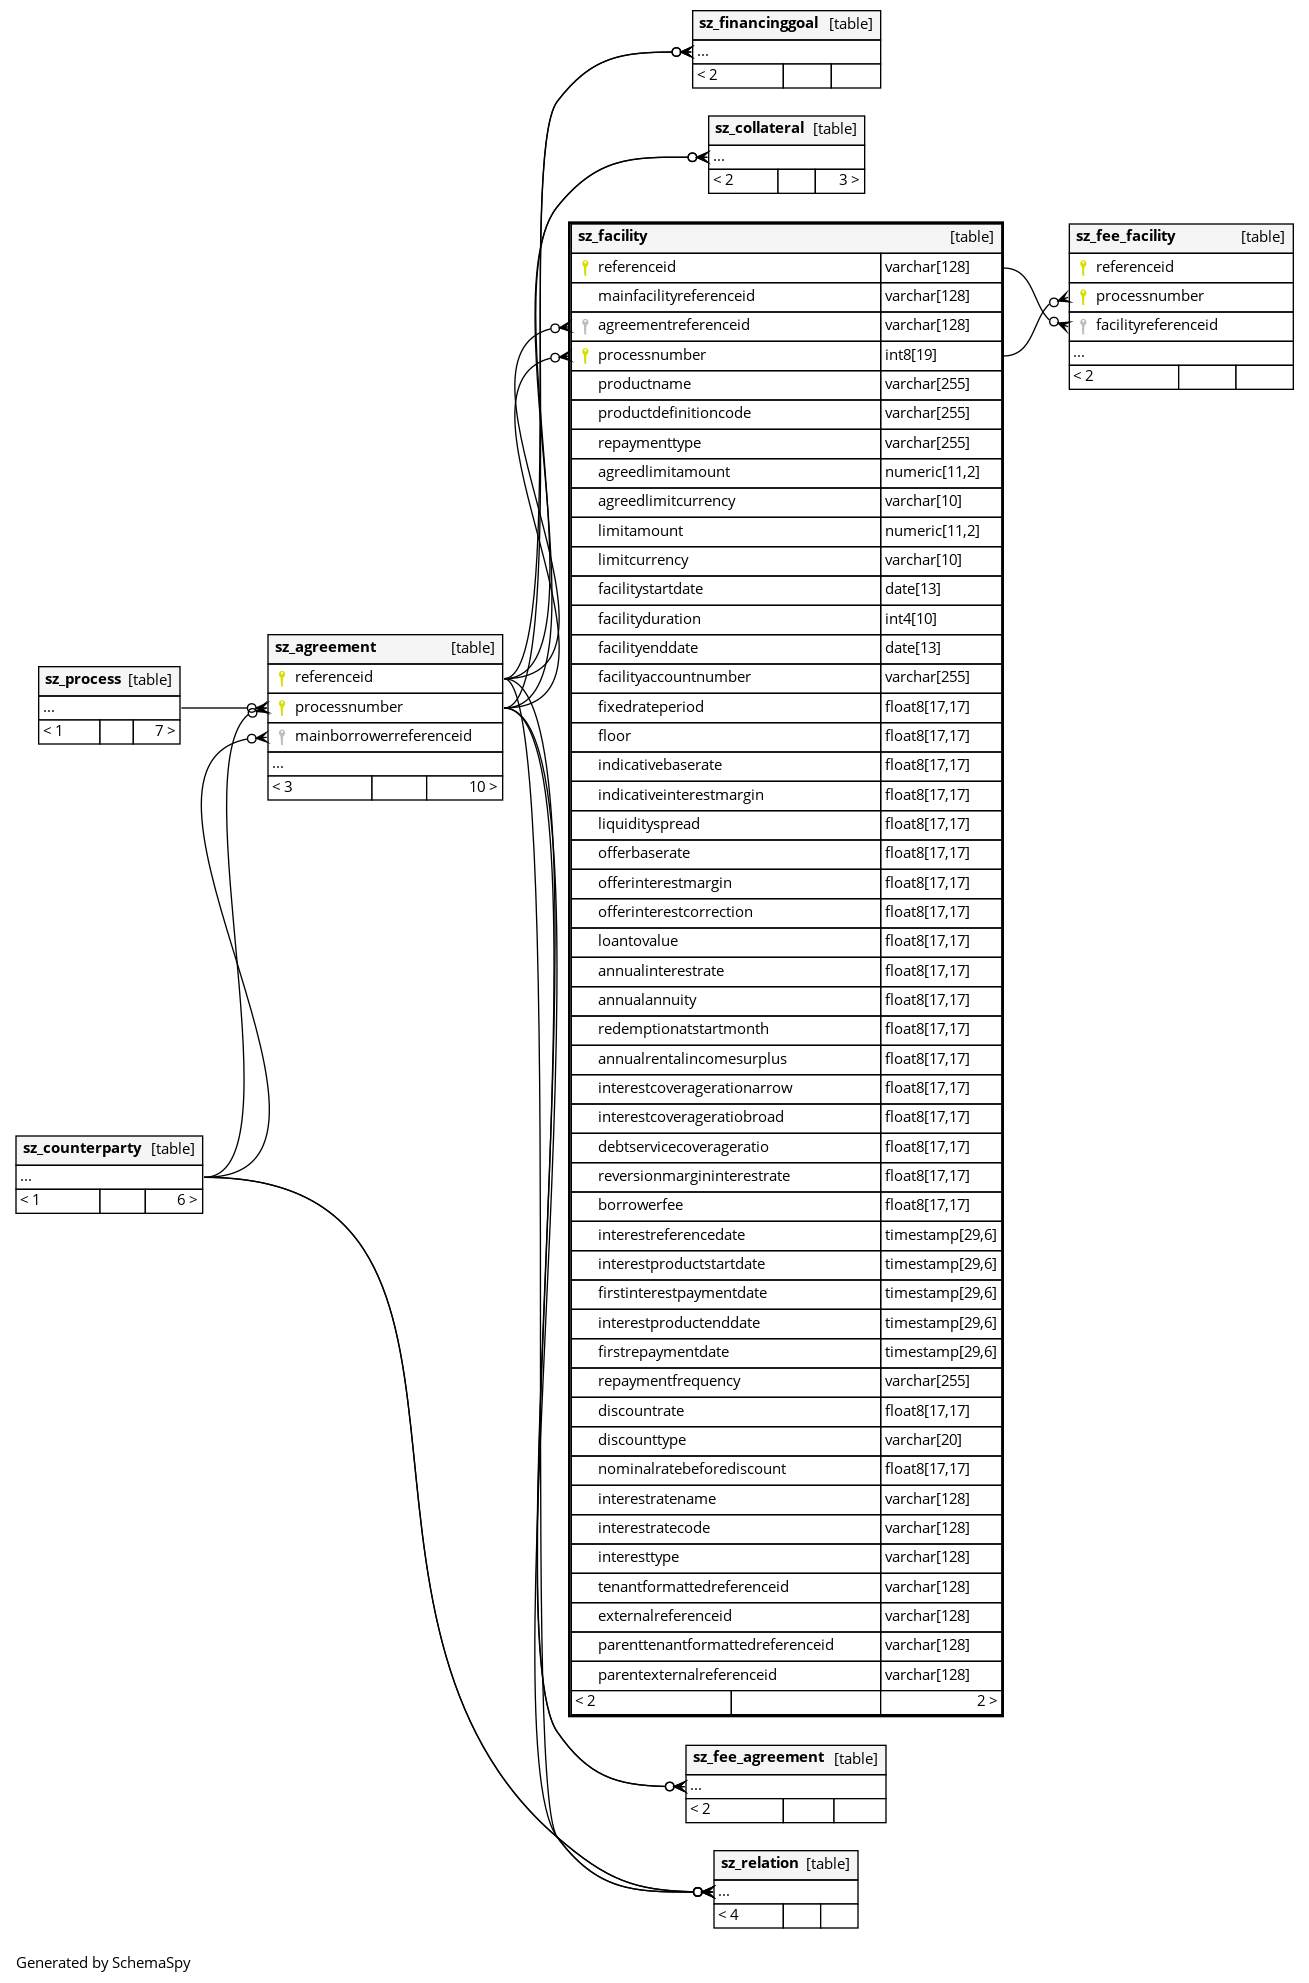 sz_financinggoal [table]
...
< 2
sz_collateral [table]
...
< 2 3 >
sz_facility [table]
referenceid varchar[128]
mainfacilityreferenceid varchar[128]
agreementreferenceid varchar[128]
processnumber int8[19]
productname varchar[255]
productdefinitioncode varchar[255]
repaymenttype varchar[255]
agreedlimitamount numeric[11,2]
agreedlimitcurrency varchar[10]
limitamount numeric[11,2]
limitcurrency varchar[10]
facilitystartdate date[13]
facilityduration int4[10]
facilityenddate date[13]
facilityaccountnumber varchar[255]
fixedrateperiod float8[17,17]
floor float8[17,17]
indicativebaserate float8[17,17]
indicativeinterestmargin float8[17,17]
liquidityspread float8[17,17]
offerbaserate float8[17,17]
offerinterestmargin float8[17,17]
offerinterestcorrection float8[17,17]
loantovalue float8[17,17]
annualinterestrate float8[17,17]
annualannuity float8[17,17]
redemptionatstartmonth float8[17,17]
annualrentalincomesurplus float8[17,17]
interestcoveragerationarrow float8[17,17]
interestcoverageratiobroad float8[17,17]
debtservicecoverageratio float8[17,17]
reversionmargininterestrate float8[17,17]
borrowerfee float8[17,17]
interestreferencedate timestamp[29,6]
interestproductstartdate timestamp[29,6]
firstinterestpaymentdate timestamp[29,6]
interestproductenddate timestamp[29,6]
firstrepaymentdate timestamp[29,6]
repaymentfrequency varchar[255]
discountrate float8[17,17]
discounttype varchar[20]
nominalratebeforediscount float8[17,17]
interestratename varchar[128]
interestratecode varchar[128]
interesttype varchar[128]
tenantformattedreferenceid varchar[128]
externalreferenceid varchar[128]
parenttenantformattedreferenceid varchar[128]
parentexternalreferenceid varchar[128]
< 2 2 >
sz_fee_facility [table]
referenceid
processnumber
facilityreferenceid
...
< 2
sz_agreement [table]
referenceid
processnumber
mainborrowerreferenceid
...
< 3 10 >
sz_process [table]
...
< 1 7 >
sz_counterparty [table]
...
< 1 6 >
sz_fee_agreement [table]
...
< 2
sz_relation [table]
...
< 4
Generated by SchemaSpy